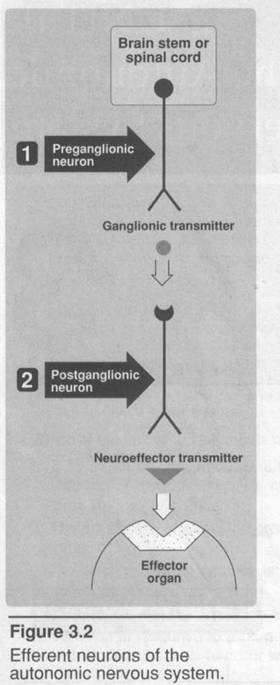 Brain stem or
spinal cord
1
Preganglionic
neuron
Ganglionic transmitter
2
Postganglionic
neuron
Neuroeffector transmitter
Effector
organ
Figure 3.2
Efferent neurons of the
autonomic nervous system.